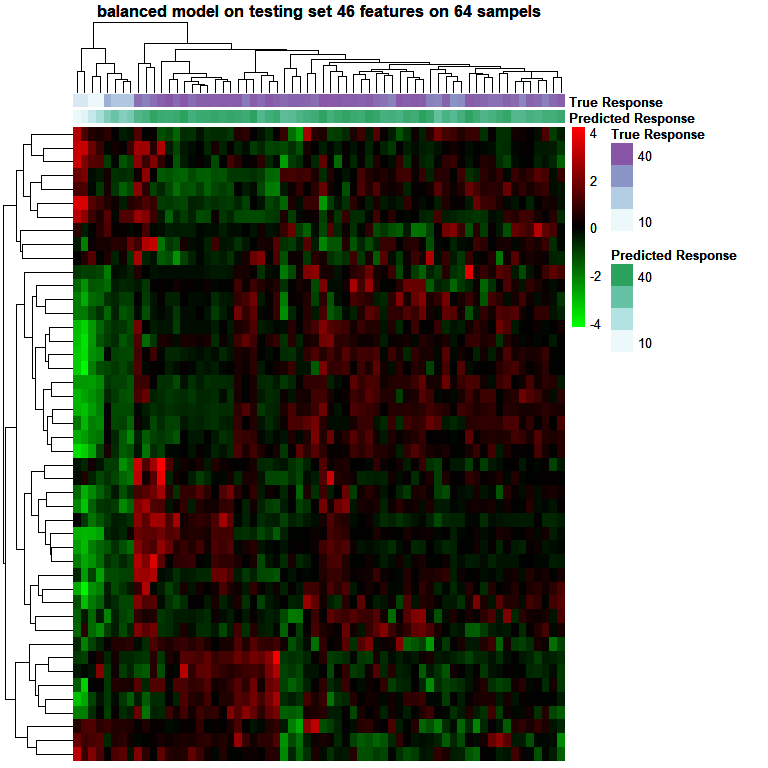 balanced model on testing set 46 features on 64 sampels
True Response
Predicted Response
4
2
0
-2
-4
True Response
40
10
Predicted Response
40
10